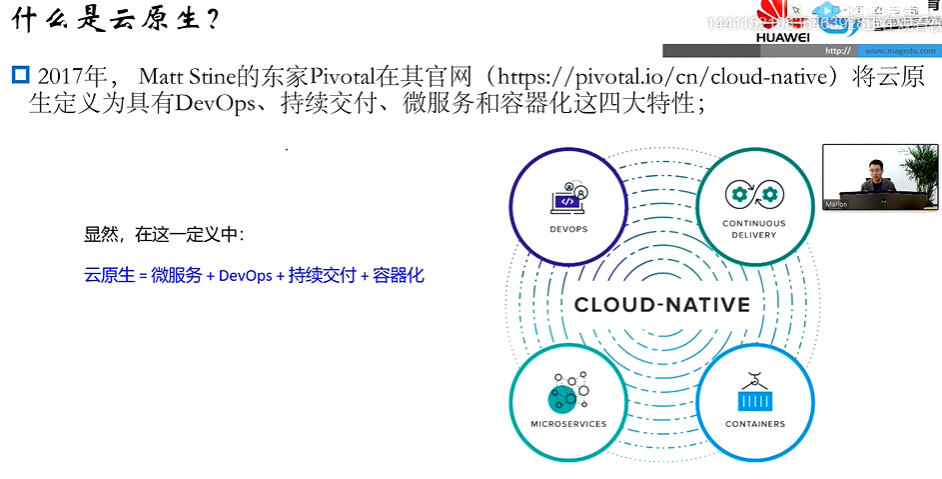 什么是云原生?
HUAWEI
http://
www.magedu.com
2017年， Matt Stine的东家Pivotal在其官网（https://pivotal.io/cn/cloud-native）将云原
生定义为具有DevOps、持续交付、微服务和容器化这四大特性；
显然，在这一定义中：
云原生 = 微服务 + DevOps + 持续交付 + 容器化
DEVOPS
CONTINUOUS
DELIVERY
Marion
CLOUD-NATIVE
MICROSERVICES
CONTAINERS